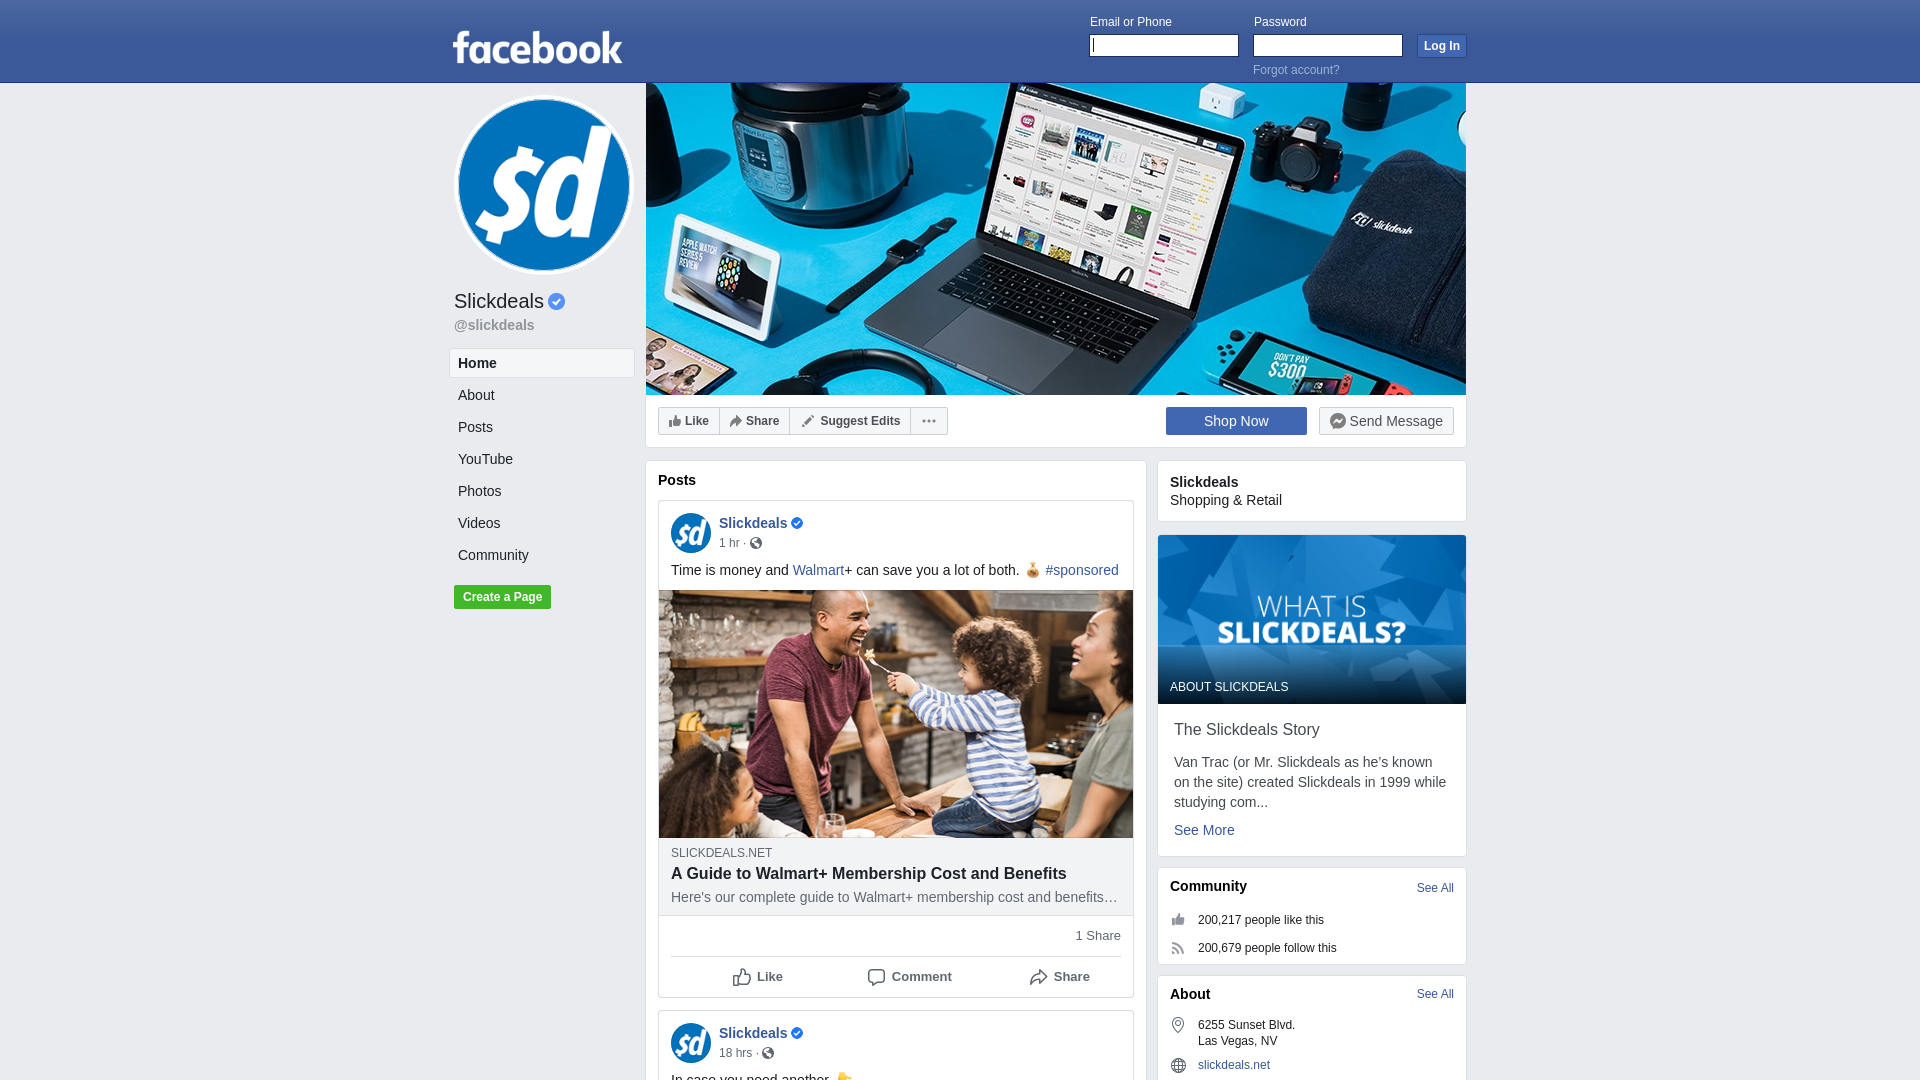 facebook
Email or Phone
Password
Log In
Forgot account?
$d
Slickdeals
@slickdeals
Home
About
Posts
YouTube
Photos
Videos
Community
Create a Page
APPLE WATCH
SERIES 5
REVIEW
slickdeals
DON'T PAY
$300
Like
Share
Suggest Edits
Shop Now
Send Message
Posts
$d
Slickdeals
1 hr ·
Time is money and Walmart+ can save you a lot of both. #sponsored
SLICKDEALS.NET
A Guide to Walmart+ Membership Cost and Benefits
Here's our complete guide to Walmart+ membership cost and benefits…
1 Share
Like
Comment
Share
$d
Slickdeals
18 hrs ·
In case you need another
Slickdeals
Shopping & Retail
WHAT IS
SLICKDEALS?
ABOUT SLICKDEALS
The Slickdeals Story
Van Trac (or Mr. Slickdeals as he's known
on the site) created Slickdeals in 1999 while
studying com...
See More
Community
See All
200,217 people like this
200,679 people follow this
About
See All
6255 Sunset Blvd.
Las Vegas, NV
slickdeals.net